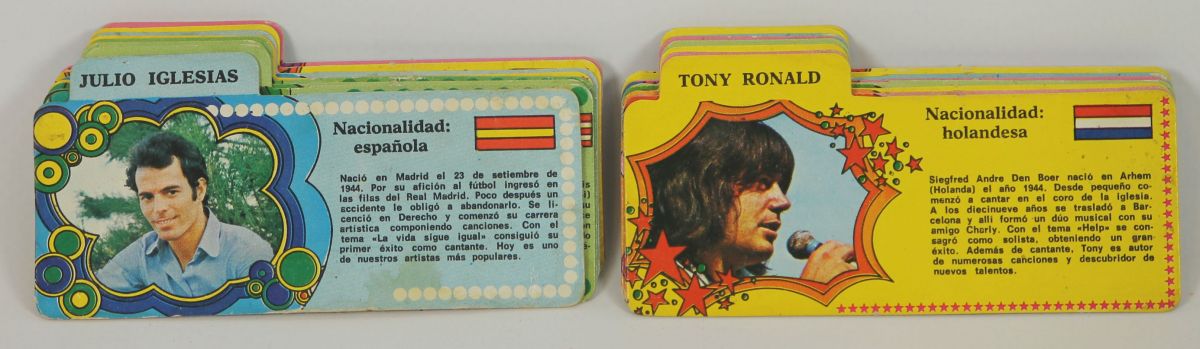 JULIO IGLESIAS
Nacionalidad:
española
Nació en Madrid el 23 de setiembre de
1944. Por su afición al fútbol ingresó en
las filas del Real Madrid. Poco después un
accidente le obligó a abandonarlo. Se li-
cenció en Derecho y comenzó su carrera
artística componiendo canciones. Con el
tema «La vida sigue igual» consiguió su
primer éxito como cantante. Hoy es uno
de nuestros artistas más populares.
TONY RONALD
Nacionalidad:
holandesa
Siegfred Andre Den Boer nació en Arhem
(Holanda) el año 1944. Desde pequeño co-
menzó a cantar en el coro de la iglesia.
A los diecinueve años se trasladó a Bar-
celona y allí formó un dúo musical con su
amigo Charly. Con el tema «Help» se con-
sagró como solista, obteniendo un gran
éxito. Además de cantante, Tony es autor
de numerosas canciones y descubridor de
nuevos talentos.